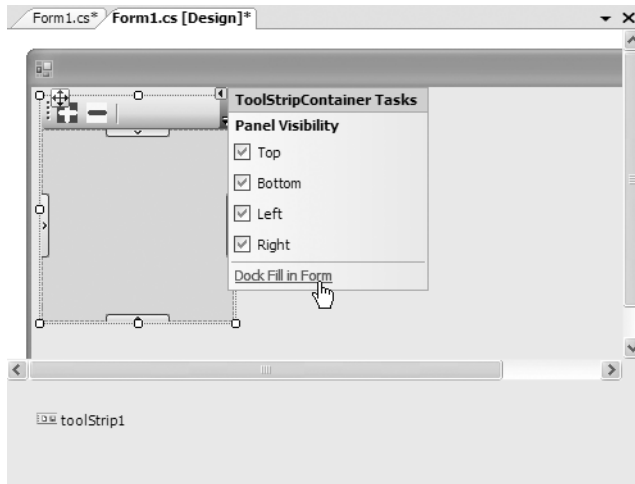 Form1.cs* Form1.cs [Design]*
ToolStripContainer Tasks
Panel Visibility
Top
Bottom
Left
Right
Dock Fill in Form
toolStrip1